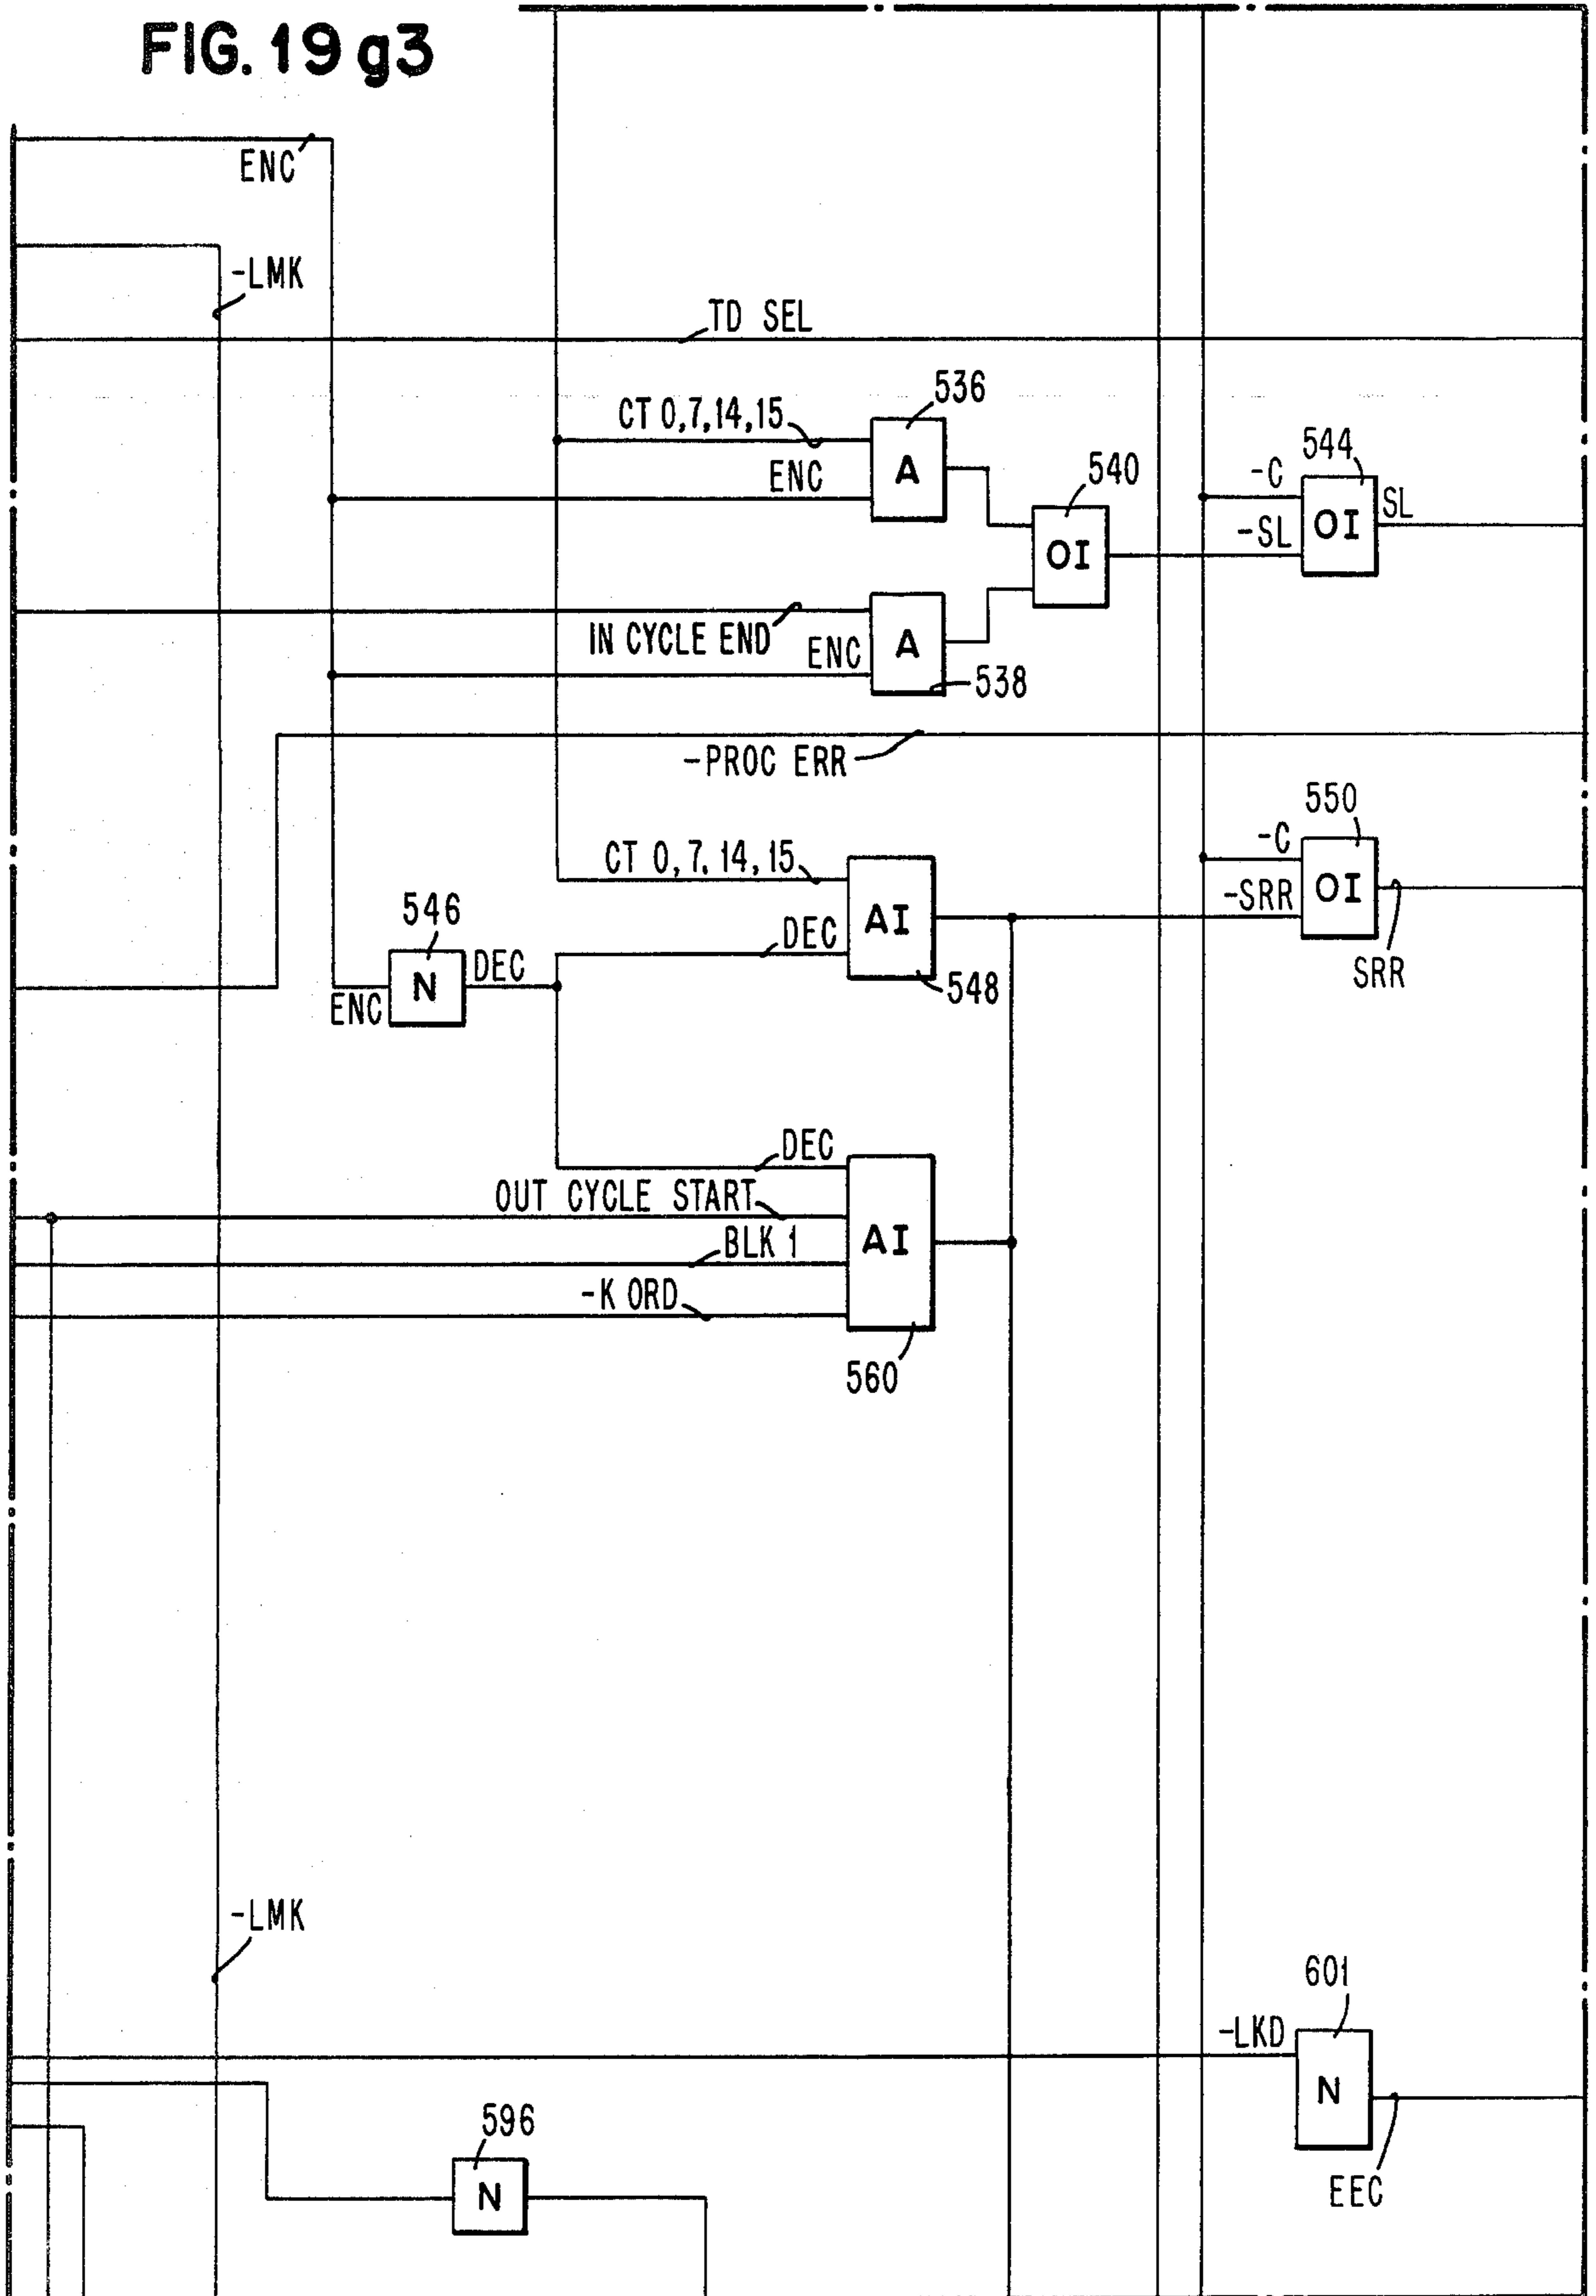 FIG. 19 g3
ENC
-LMK
TD SEL
536
CT 0,7,14,15
A
ENC
540
544
-C
OI
SL
-SL
OI
IN CYCLE END
ENC
A
538
-PROC ERR
550
-C
CT 0,7,14,15
OI
-SRR
546
AI
DEC
DEC
N
ENC
548
SRR
DEC
OUT CYCLE START
AI
BLK 1
-K ORD
560
-LMK
601
-LKD
N
596
N
EEC